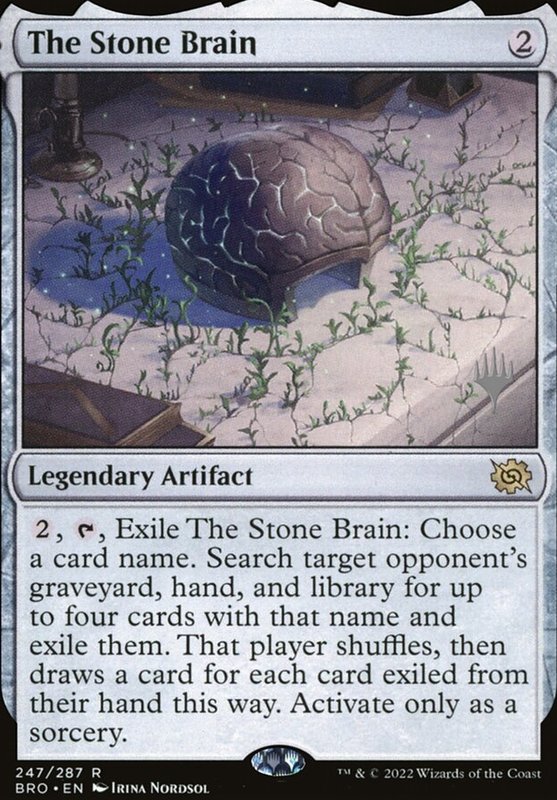 The Stone Brain 2
Legendary Artifact
2, , Exile The Stone Brain: Choose
a card name. Search target opponent's
graveyard, hand, and library for up
to four cards with that name and
exile them. That player shuffles, then
draws a card for each card exiled from
their hand this way. Activate only as a
sorcery.
247/287 R
BRO • EN Irina Nordsol
™ & © 2022 Wizards of the Coast